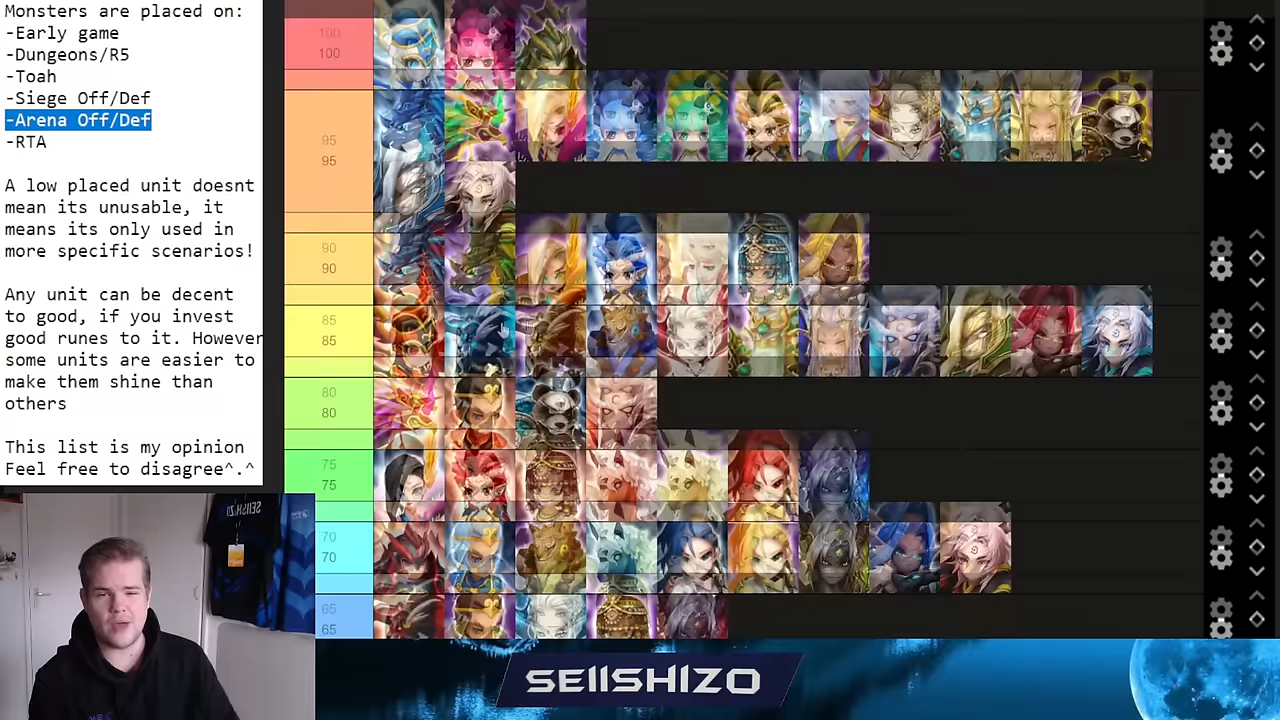 Monsters are placed on:
-Early game
-Dungeons/R5
-Toah
-Siege Off/Def
-Arena Off/Def
-RTA
A low placed unit doesnt
mean its unusable, it
means its only used in
more specific scenarios!
Any unit can be decent
to good, if you invest
good runes to it. However
some units are easier to
make them shine than
others
This list is my opinion
Feel free to disagree^.^
100
100
95
95
90
90
85
85
80
80
75
75
70
70
65
65
SEIISHIZO
SEIISHIZO